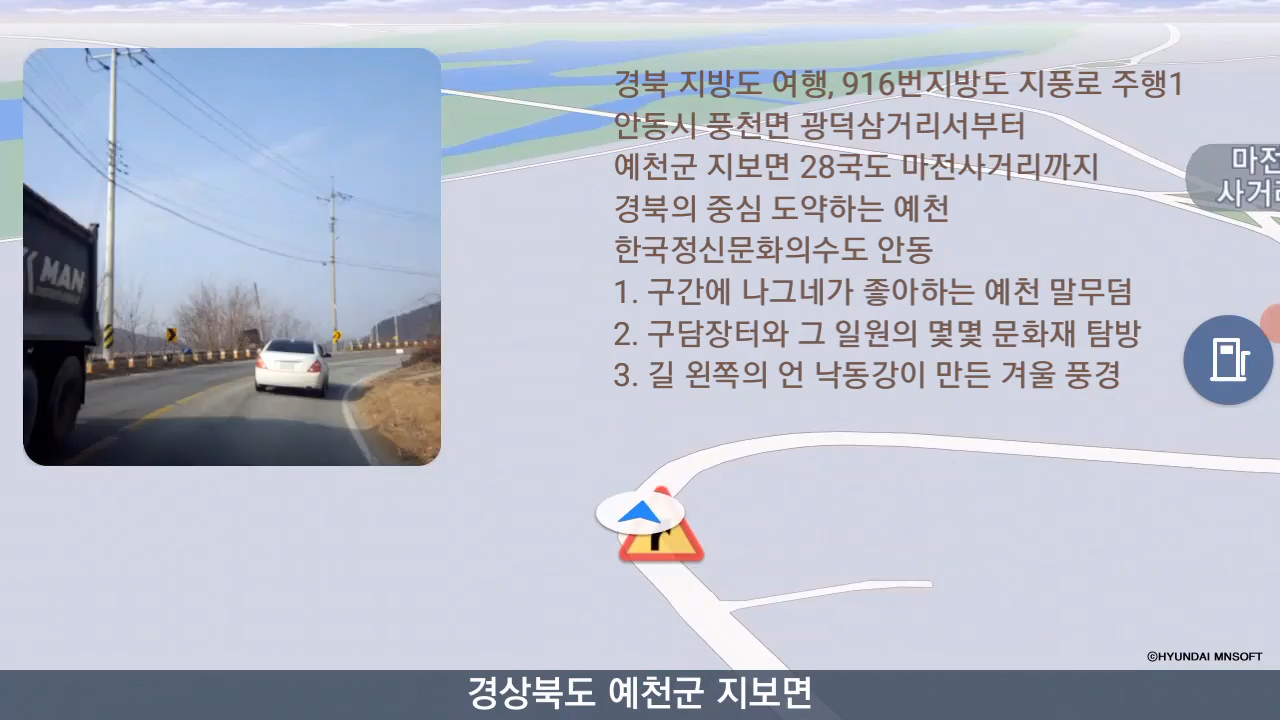 경북 지방도 여행, 916번지방도 지풍로 주행1
안동시 풍천면 광덕삼거리서부터
예천군 지보면 28국도 마전사거리까지
경북의 중심 도약하는 예천
한국정신문화의수도 안동
1. 구간에 나그네가 좋아하는 예천 말무덤
2. 구담장터와 그 일원의 몇몇 문화재 탐방
3. 길 왼쪽의 언 낙동강이 만든 겨울 풍경
마전
MAN
©HYUNDAI MNSOFT
경상북도 예천군 지보면